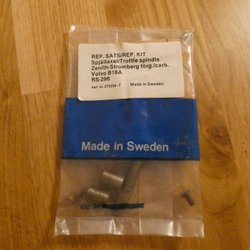 REP. SATS/REP. KIT
Spjällaxel/Trottle spindle
Zenith-Stromberg förg./carb.
Volvo B18A
RS-298
Made in Sweden
Made in Sweden